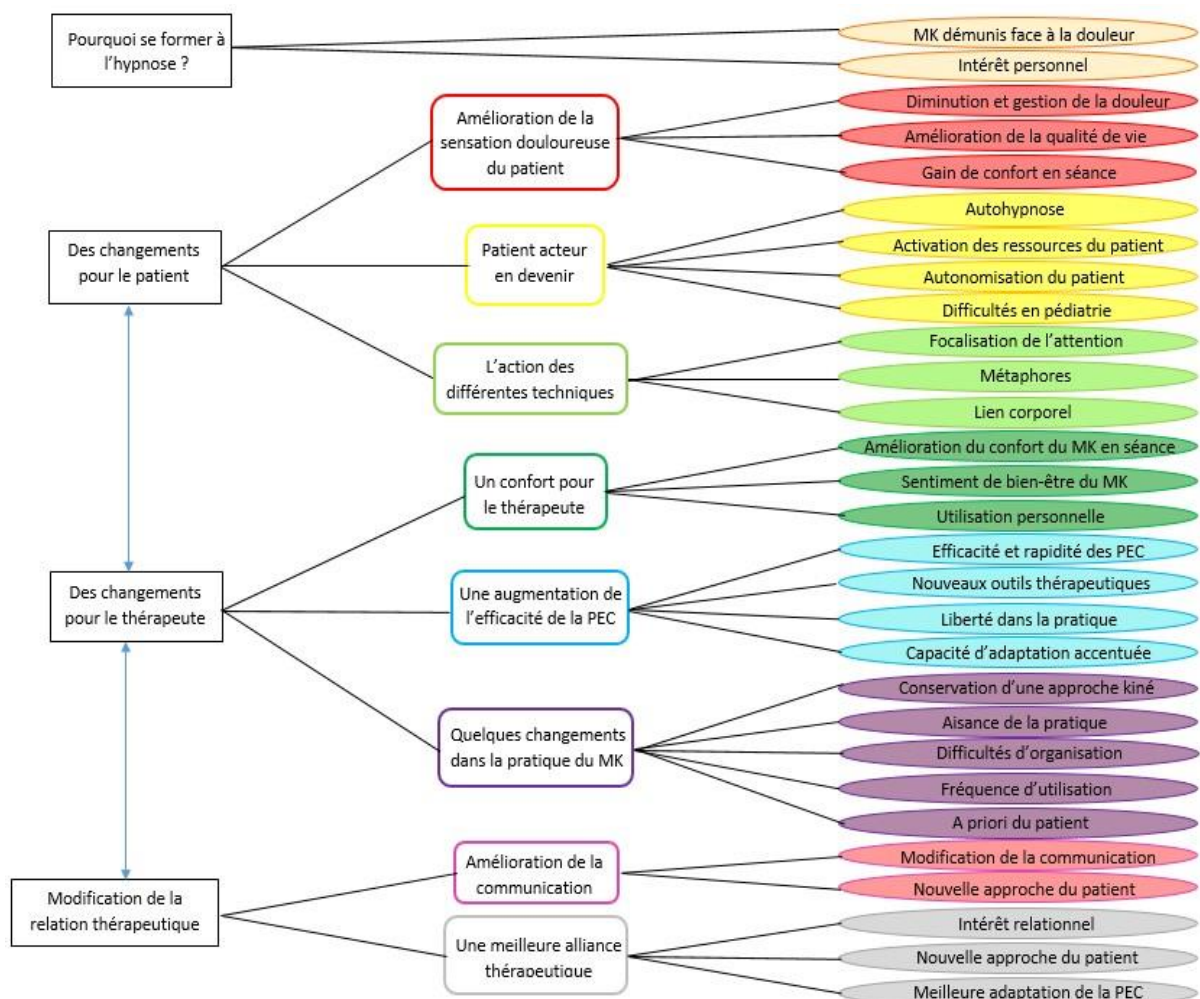 Pourquoi se former à
l'hypnose ?
MK démunis face à la douleur
Intérêt personnel
Des changements
pour le patient
Amélioration de la
sensation douloureuse
du patient
Diminution et gestion de la douleur
Amélioration de la qualité de vie
Gain de confort en séance
Patient acteur
en devenir
Autohypnose
Activation des ressources du patient
Autonomisation du patient
Difficultés en pédiatrie
L'action des
différentes techniques
Focalisation de l'attention
Métaphores
Lien corporel
Des changements
pour le thérapeute
Un confort pour
le thérapeute
Amélioration du confort du MK en séance
Sentiment de bien-être du MK
Utilisation personnelle
Une augmentation de
l'efficacité de la PEC
Efficacité et rapidité des PEC
Nouveaux outils thérapeutiques
Liberté dans la pratique
Capacité d'adaptation accentuée
Quelques changements
dans la pratique du MK
Conservation d'une approche kiné
Aisance de la pratique
Difficultés d'organisation
Fréquence d'utilisation
A priori du patient
Modification de la
relation thérapeutique
Amélioration de la
communication
Modification de la communication
Nouvelle approche du patient
Une meilleure alliance
thérapeutique
Intérêt relationnel
Nouvelle approche du patient
Meilleure adaptation de la PEC